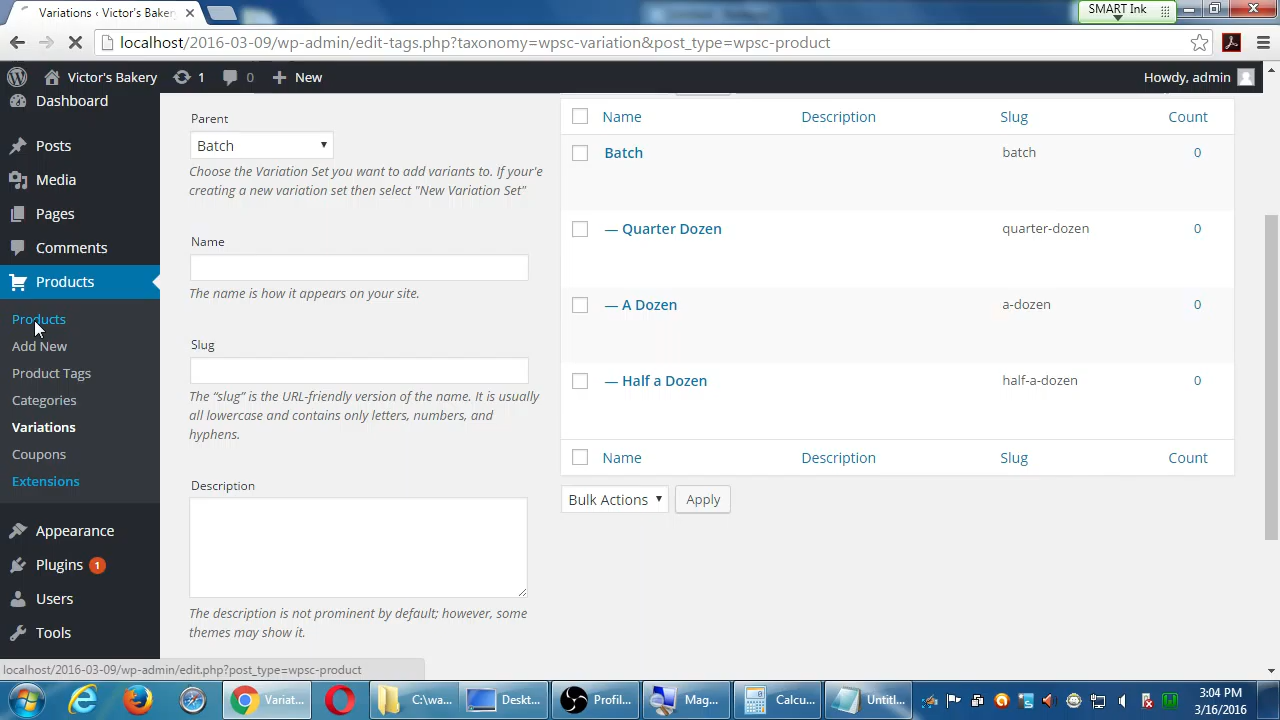 Variations ‹ Victor's Bakery
SMART Ink
localhost/2016-03-09/wp-admin/edit-tags.php?taxonomy=wpsc-variation&post_type=wpsc-product
Victor's Bakery
1
0
New
Howdy, admin
Dashboard
Posts
Media
Pages
Comments
Products
Products
Add New
Product Tags
Categories
Variations
Coupons
Extensions
Appearance
Plugins 1
Users
Tools
Parent
Batch
Choose the Variation Set you want to add variants to. If your'e
creating a new variation set then select "New Variation Set"
Name
The name is how it appears on your site.
Slug
The “slug” is the URL-friendly version of the name. It is usually
all lowercase and contains only letters, numbers, and
hyphens.
Description
The description is not prominent by default; however, some
themes may show it.
Name Description Slug Count
Batch batch 0
— Quarter Dozen quarter-dozen 0
— A Dozen a-dozen 0
— Half a Dozen half-a-dozen 0
Name Description Slug Count
Bulk Actions Apply
localhost/2016-03-09/wp-admin/edit.php?post_type=wpsc-product
Variat...
C:\wa...
Deskt...
Profil...
Mag...
Calcu...
Untitl...
3:04 PM
3/16/2016